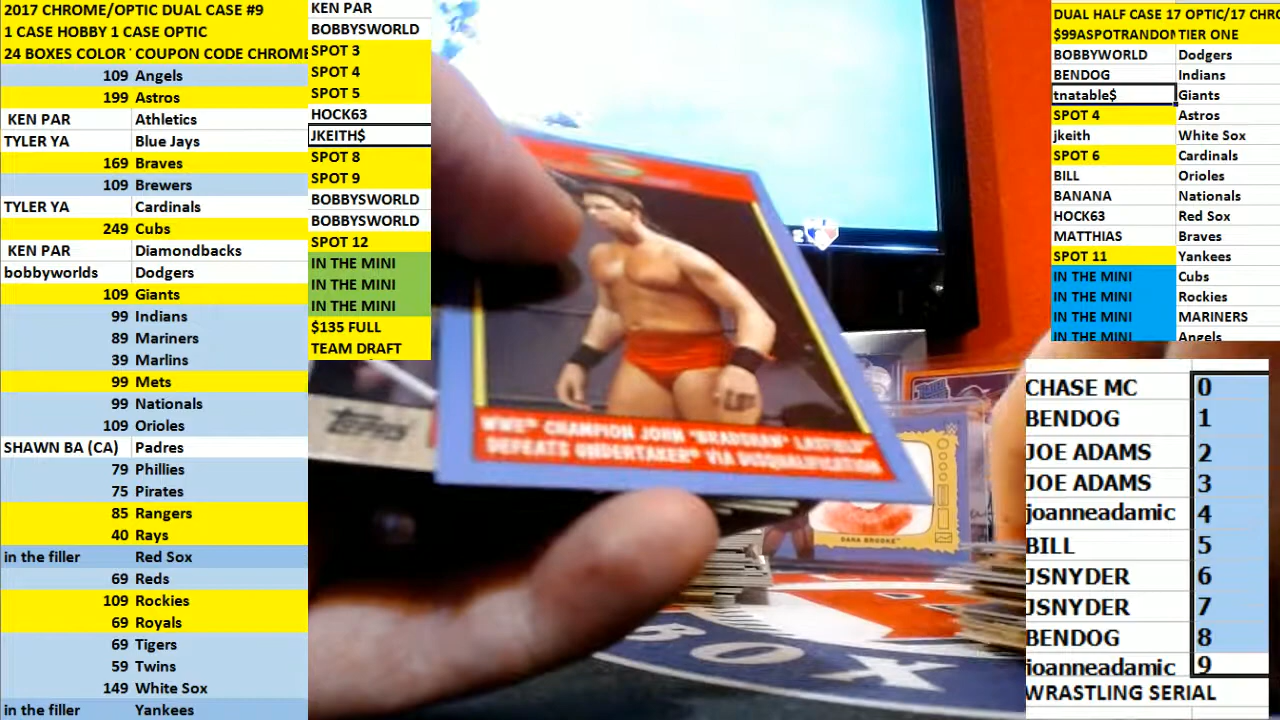 2017 CHROME/OPTIC DUAL CASE #9
1 CASE HOBBY 1 CASE OPTIC
24 BOXES COLOR COUPON CODE CHROME
109 Angels
199 Astros
KEN PAR Athletics
TYLER YA Blue Jays
169 Braves
109 Brewers
TYLER YA Cardinals
249 Cubs
KEN PAR Diamondbacks
bobbyworlds Dodgers
109 Giants
99 Indians
89 Mariners
39 Marlins
99 Mets
99 Nationals
109 Orioles
SHAWN BA (CA) Padres
79 Phillies
75 Pirates
85 Rangers
40 Rays
in the filler Red Sox
69 Reds
109 Rockies
69 Royals
69 Tigers
59 Twins
149 White Sox
in the filler Yankees
KEN PAR
BOBBYSWORLD
SPOT 3
SPOT 4
SPOT 5
HOCK63
JKEITH$
SPOT 8
SPOT 9
BOBBYSWORLD
BOBBYSWORLD
SPOT 12
IN THE MINI
IN THE MINI
IN THE MINI
$135 FULL
TEAM DRAFT
WWE CHAMPION JOHN "BRADSHAW" LAYFIELD
DEFEATS UNDERTAKER VIA DISQUALIFICATION
TOPPS
DANA BROOKE
BOX
DUAL HALF CASE 17 OPTIC/17 CHRO
$99ASPOTRANDOM TIER ONE
BOBBYWORLD Dodgers
BENDOG Indians
tnatable$ Giants
SPOT 4 Astros
jkeith White Sox
SPOT 6 Cardinals
BILL Orioles
BANANA Nationals
HOCK63 Red Sox
MATTHIAS Braves
SPOT 11 Yankees
IN THE MINI Cubs
IN THE MINI Rockies
IN THE MINI MARINERS
IN THE MINI Angels
CHASE MC 0
BENDOG 1
JOE ADAMS 2
JOE ADAMS 3
joanneadamic 4
BILL 5
JSNYDER 6
JSNYDER 7
BENDOG 8
joanneadamic 9
WRASTLING SERIAL